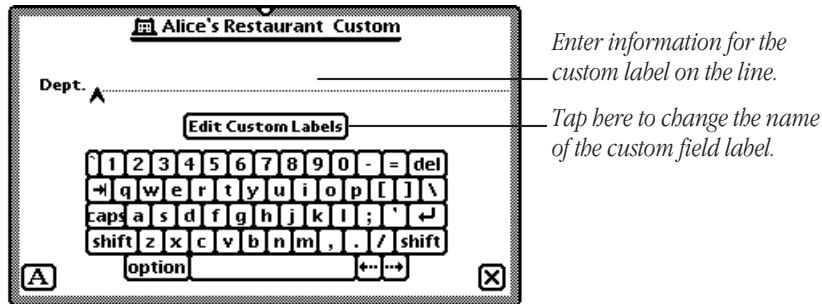 Alice's Restaurant Custom
Enter information for the
custom label on the line.
Dept.
Edit Custom Labels
Tap here to change the name
of the custom field label.
` 1 2 3 4 5 6 7 8 9 0 - = del
q w e r t y u i o p [ ] \
caps a s d f g h j k l ; '
shift z x c v b n m , . / shift
option
A